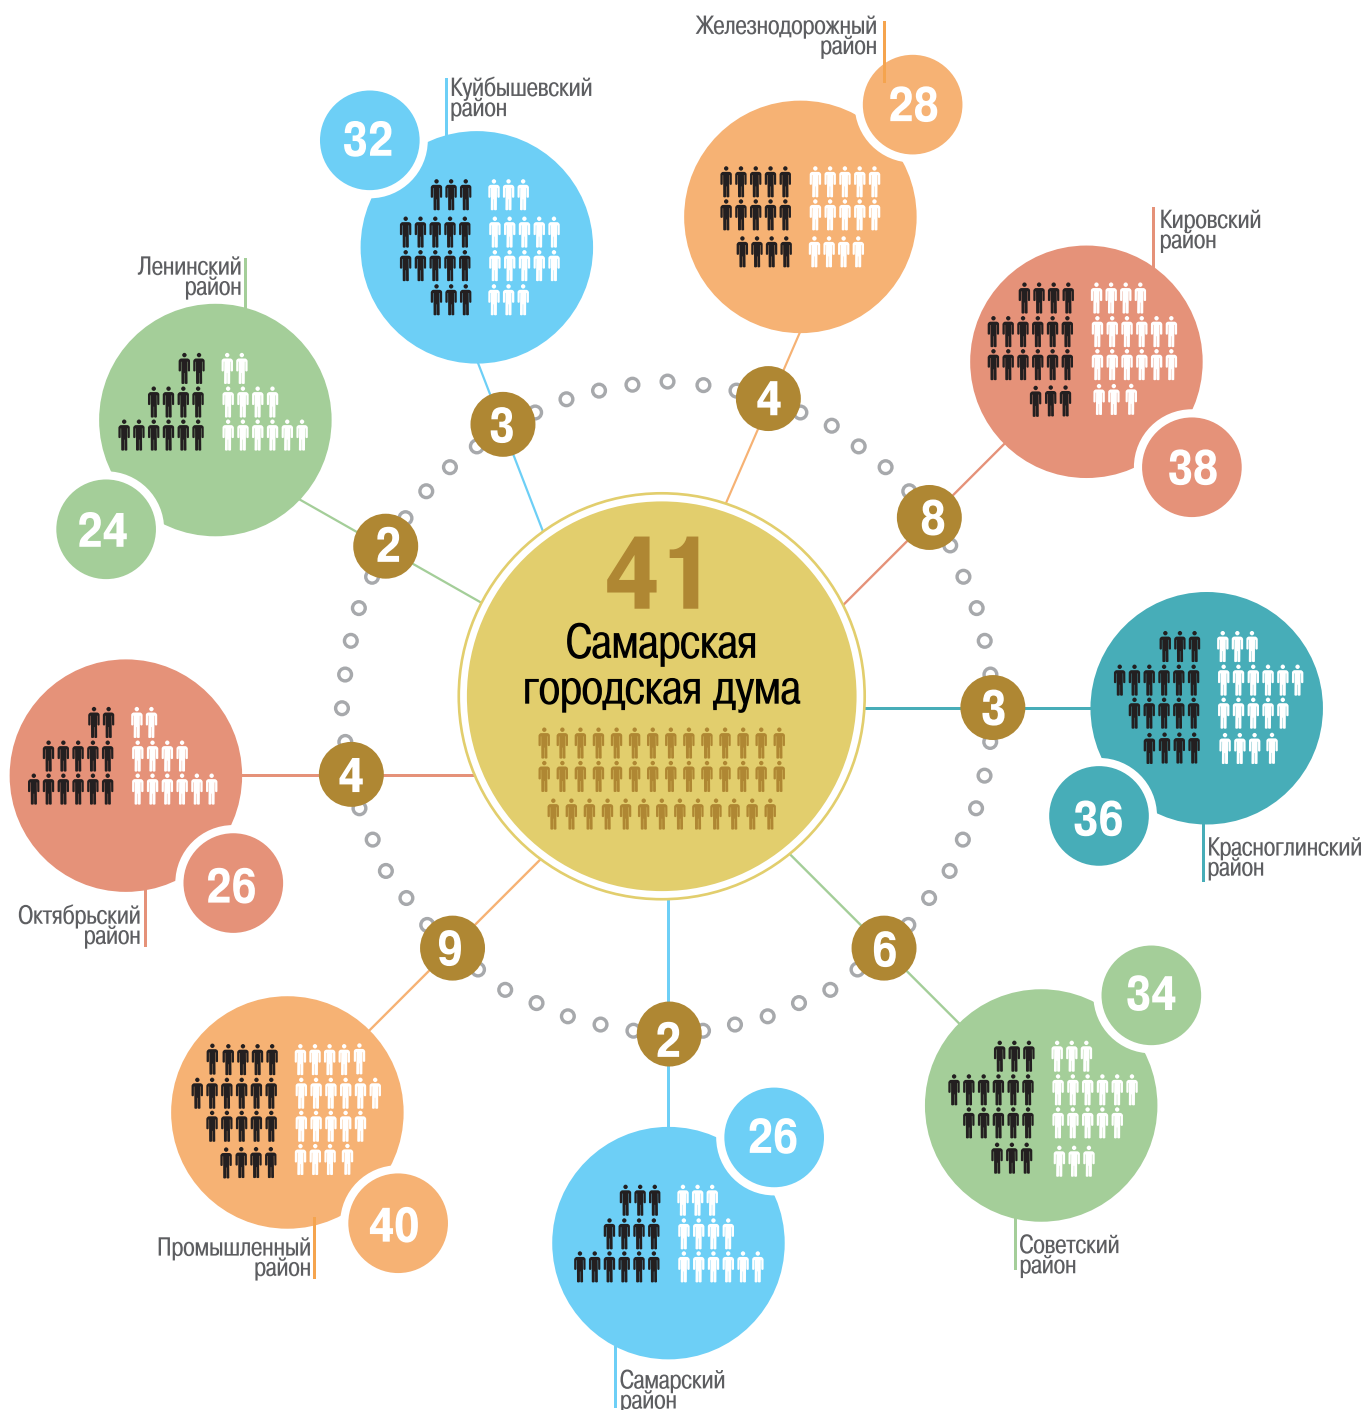 Железнодорожный
район
28
Куйбышевский
район
32
Кировский
район
38
Ленинский
район
24
4
3
8
2
41
Самарская
городская дума
3
Красноглинский
район
36
4
Октябрьский
район
26
9
6
2
34
Советский
район
Промышленный
район
40
26
Самарский
район